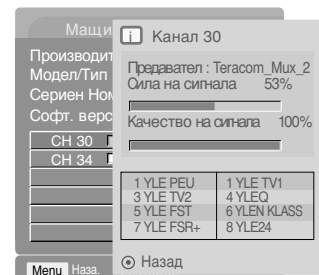 Мащи
Производит
Модел/Тип
Сериен Ном
Софт. верс
CH 30
CH 34
Menu Наза.
i Канал 30
Предавател : Teracom_Mux_2
Сила на сигнала 53%
Качество на сигнала 100%
1 YLE PEU 1 YLE TV1
3 YLE TV2 4 YLEQ
5 YLE FST 6 YLEN KLASS
7 YLE FSR+ 8 YLE24
Назад